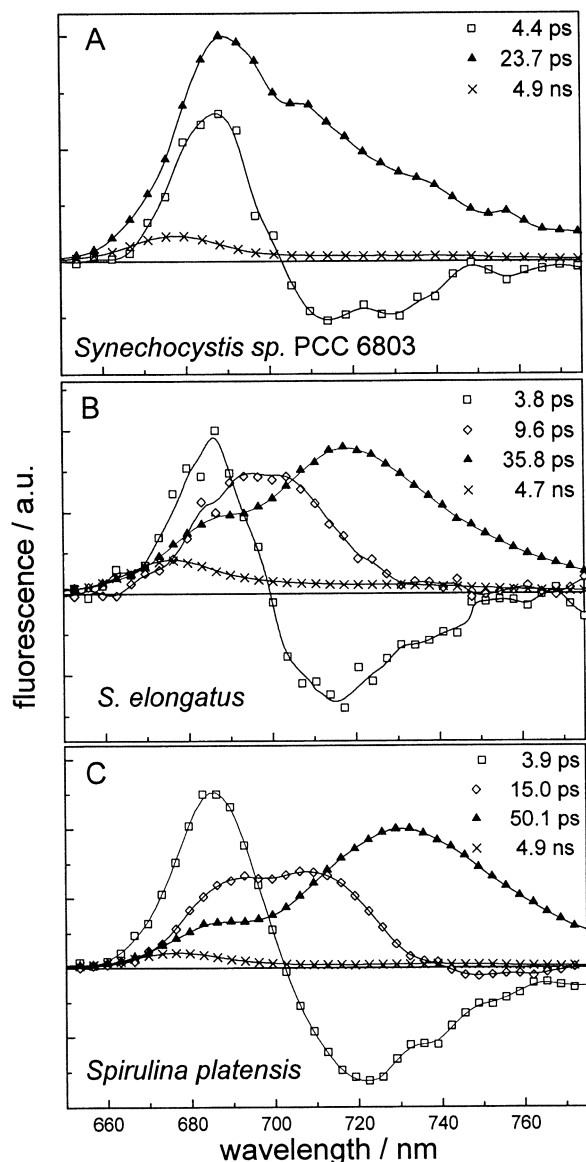 A
4.4 ps
23.7 ps
4.9 ns
Synechocystis sp. PCC 6803
B
3.8 ps
9.6 ps
35.8 ps
4.7 ns
S. elongatus
fluorescence / a.u.
C
3.9 ps
15.0 ps
50.1 ps
4.9 ns
Spirulina platensis
660 680 700 720 740 760
wavelength / nm